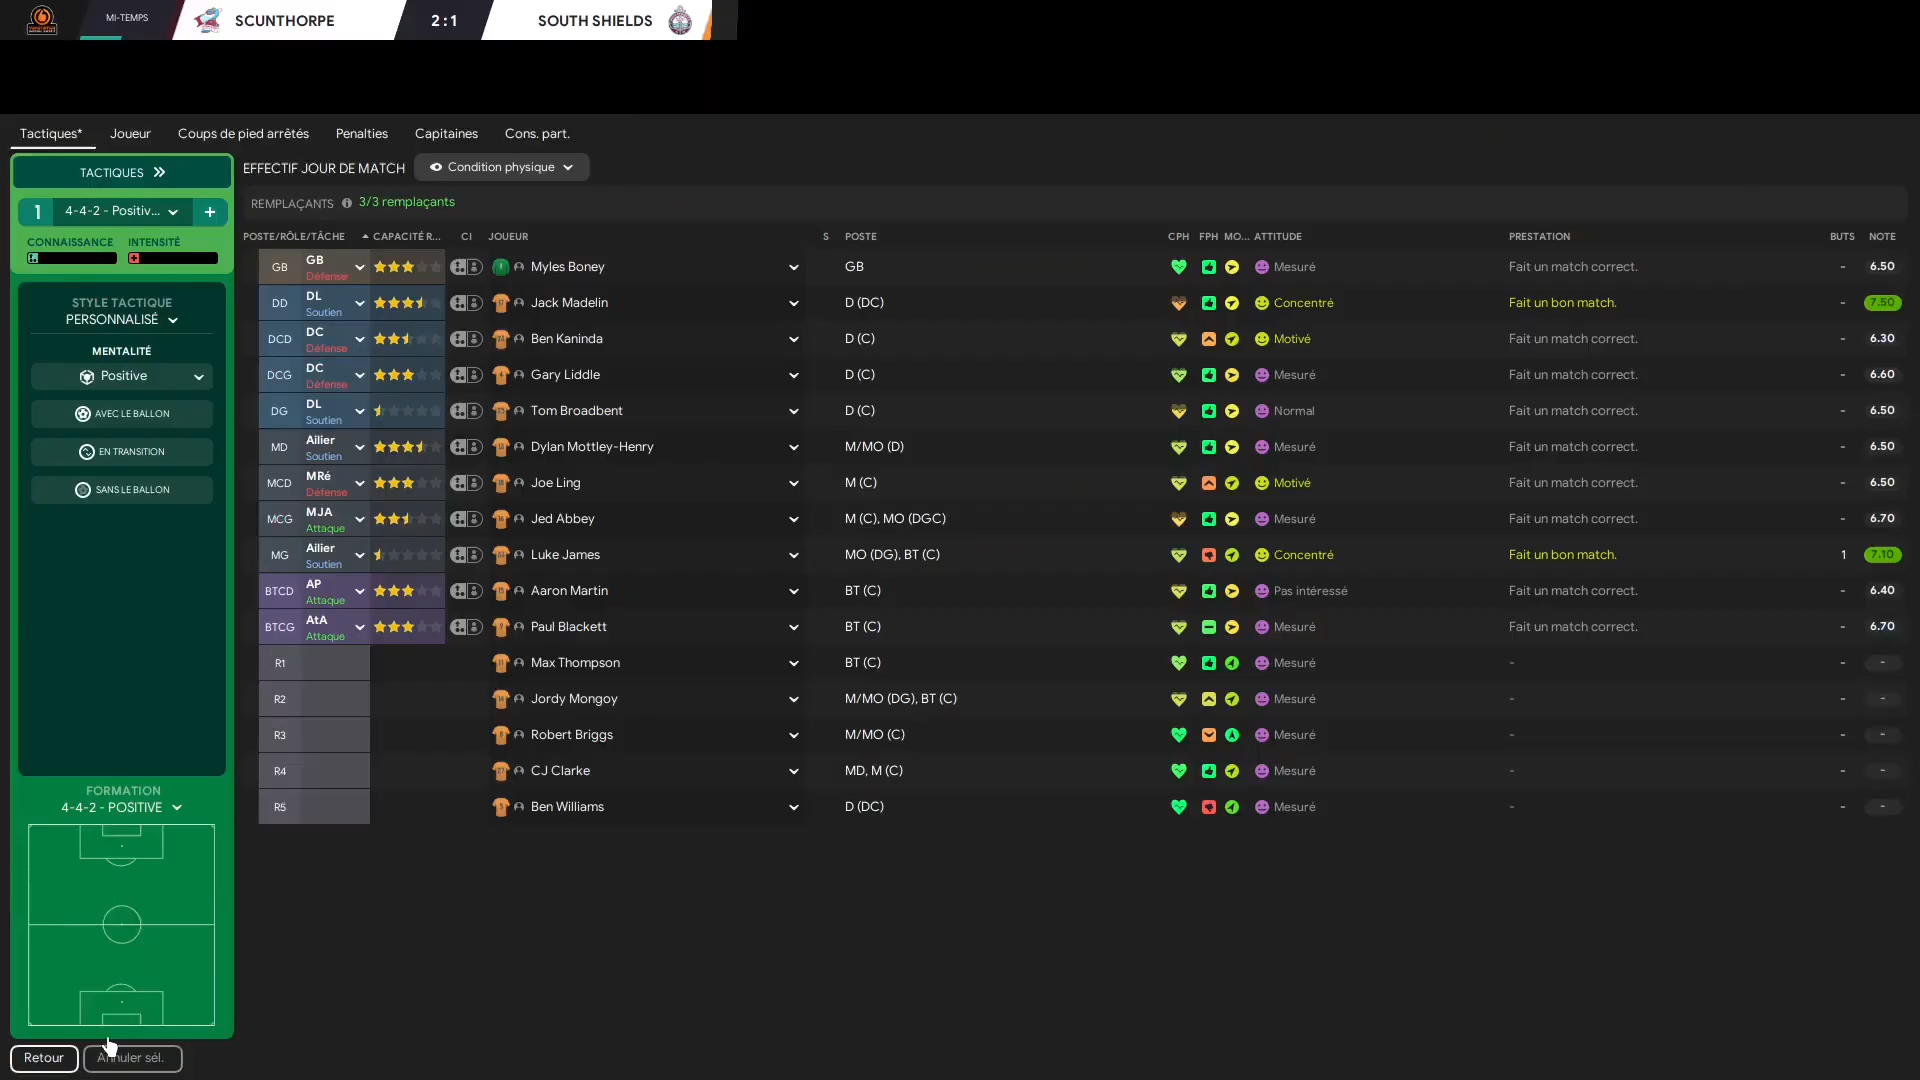 MI-TEMPS
SCUNTHORPE
2 : 1
SOUTH SHIELDS
Tactiques*
Joueur
Coups de pied arrêtés
Penalties
Capitaines
Cons. part.
TACTIQUES
EFFECTIF JOUR DE MATCH
Condition physique
REMPLAÇANTS
3/3 remplaçants
1
4-4-2 - Positiv...
CONNAISSANCE
INTENSITÉ
STYLE TACTIQUE
PERSONNALISÉ
MENTALITÉ
Positive
AVEC LE BALLON
EN TRANSITION
SANS LE BALLON
FORMATION
4-4-2 - POSITIVE
POSTE/RÔLE/TÂCHE CAPACITÉ R... CI JOUEUR S POSTE CPH FPH MO... ATTITUDE PRESTATION BUTS NOTE
GB GB Défense Myles Boney GB Mesuré Fait un match correct. - 6.50
DD DL Soutien Jack Madelin D (DC) Concentré Fait un bon match. - 7.50
DCD DC Défense Ben Kaninda D (C) Motivé Fait un match correct. - 6.30
DCG DC Défense Gary Liddle D (C) Mesuré Fait un match correct. - 6.60
DG DL Soutien Tom Broadbent D (C) Normal Fait un match correct. - 6.50
MD Ailier Soutien Dylan Mottley-Henry M/MO (D) Mesuré Fait un match correct. - 6.50
MCD MRé Défense Joe Ling M (C) Motivé Fait un match correct. - 6.50
MCG MJA Attaque Jed Abbey M (C), MO (DGC) Mesuré Fait un match correct. - 6.70
MG Ailier Soutien Luke James MO (DG), BT (C) Concentré Fait un bon match. 1 7.10
BTCD AP Attaque Aaron Martin BT (C) Pas intéressé Fait un match correct. - 6.40
BTCG AtA Attaque Paul Blackett BT (C) Mesuré Fait un match correct. - 6.70
R1 Max Thompson BT (C) Mesuré - - -
R2 Jordy Mongoy M/MO (DG), BT (C) Mesuré - - -
R3 Robert Briggs M/MO (C) Mesuré - - -
R4 CJ Clarke MD, M (C) Mesuré - - -
R5 Ben Williams D (DC) Mesuré - - -
Retour
Annuler sél.